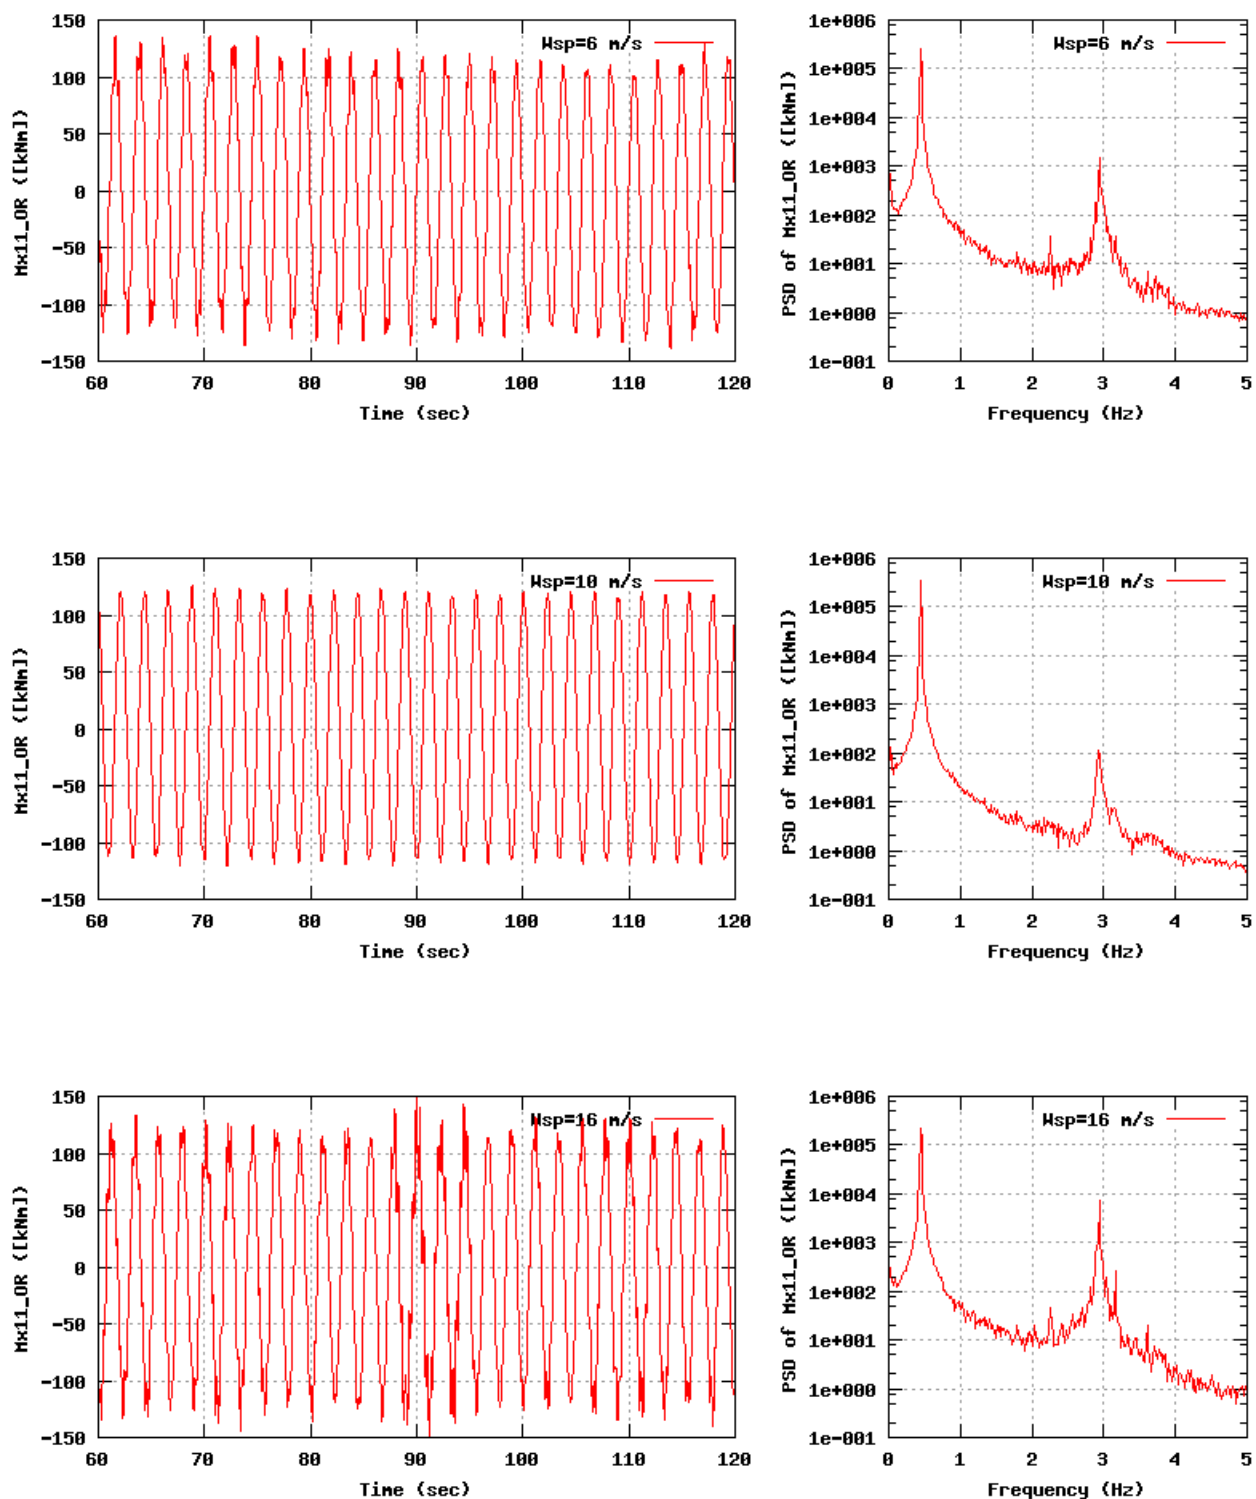 150
100
50
0
-50
-100
-150
Mx11_OR ([kNm])
Wsp=6 m/s
60 70 80 90 100 110 120
Time (sec)
1e+006
1e+005
1e+004
1e+003
1e+002
1e+001
1e+000
1e-001
PSD of Mx11_OR ([kNm])
Wsp=6 m/s
0 1 2 3 4 5
Frequency (Hz)
150
100
50
0
-50
-100
-150
Mx11_OR ([kNm])
Wsp=10 m/s
60 70 80 90 100 110 120
Time (sec)
1e+006
1e+005
1e+004
1e+003
1e+002
1e+001
1e+000
1e-001
PSD of Mx11_OR ([kNm])
Wsp=10 m/s
0 1 2 3 4 5
Frequency (Hz)
150
100
50
0
-50
-100
-150
Mx11_OR ([kNm])
Wsp=16 m/s
60 70 80 90 100 110 120
Time (sec)
1e+006
1e+005
1e+004
1e+003
1e+002
1e+001
1e+000
1e-001
PSD of Mx11_OR ([kNm])
Wsp=16 m/s
0 1 2 3 4 5
Frequency (Hz)